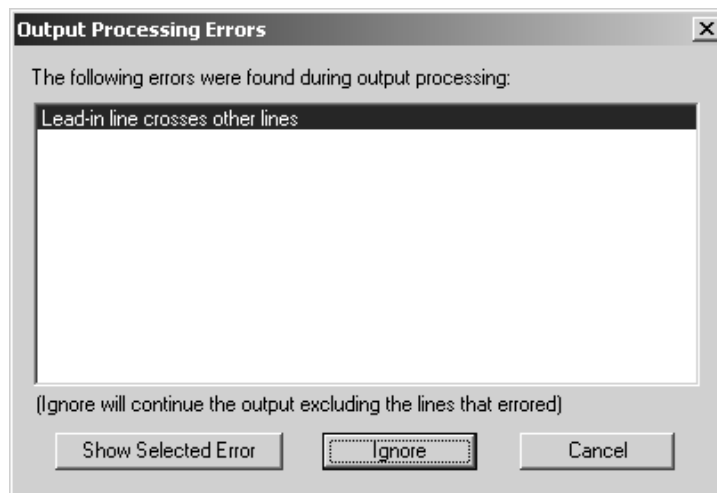 Output Processing Errors
The following errors were found during output processing:
Lead-in line crosses other lines
(Ignore will continue the output excluding the lines that errored)
Show Selected Error
Ignore
Cancel